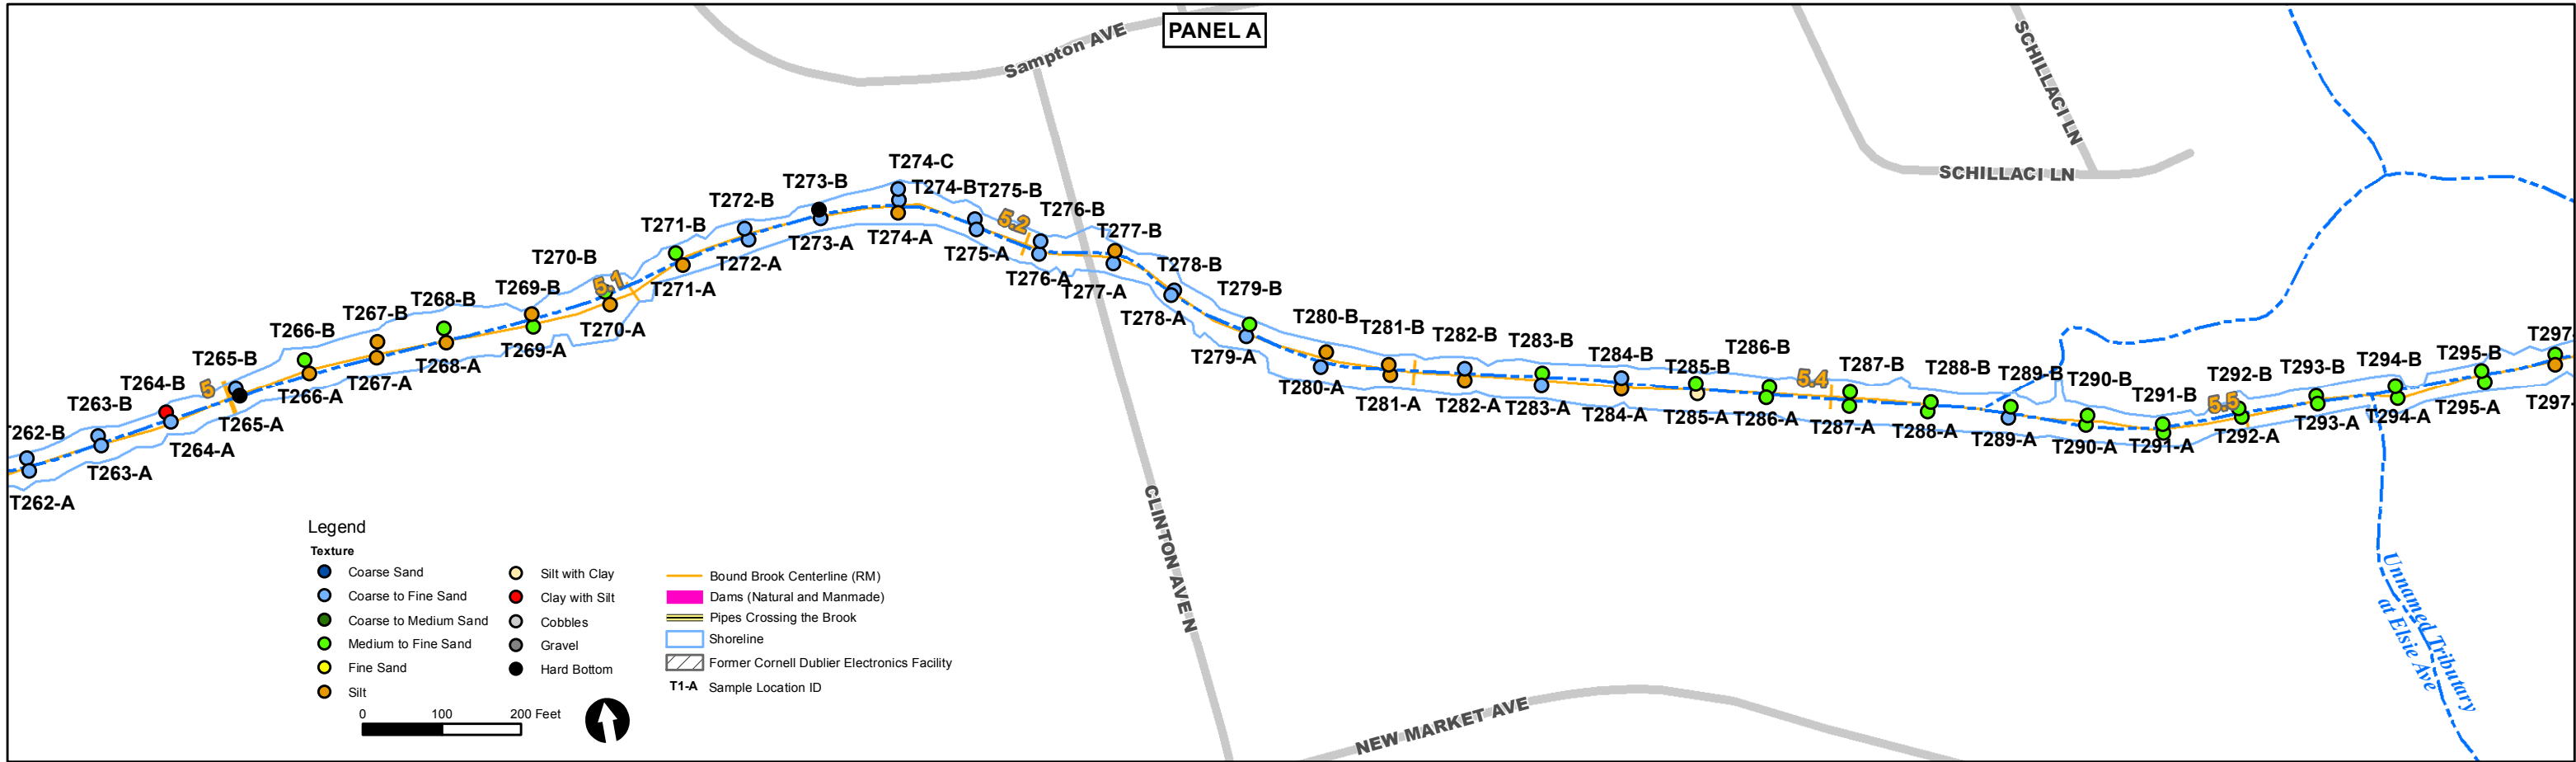 PANEL A
Sampton AVE
SCHILLACI LN
SCHILLACI LN
CLINTON AVE N
NEW MARKET AVE
Unnamed Tributary
at Elsie Ave
T274-C
T273-B
T274-B
T275-B
T272-B
T276-B
T271-B
T277-B
T270-B
T278-B
T269-B
T279-B
T268-B
T267-B
T280-B
T266-B
T281-B
T282-B
T283-B
T284-B
T286-B
T285-B
T265-B
T287-B
T288-B
T289-B
T290-B
T291-B
T292-B
T293-B
T294-B
T295-B
T297-
T264-B
T263-B
T262-B
5
5.1
5.2
5.4
5.5
T262-A
T263-A
T264-A
T265-A
T266-A
T267-A
T268-A
T269-A
T270-A
T271-A
T272-A
T273-A
T274-A
T275-A
T276-A
T277-A
T278-A
T279-A
T280-A
T281-A
T282-A
T283-A
T284-A
T285-A
T286-A
T287-A
T288-A
T289-A
T290-A
T291-A
T292-A
T293-A
T294-A
T295-A
T297-
Legend
Texture
Coarse Sand
Coarse to Fine Sand
Coarse to Medium Sand
Medium to Fine Sand
Fine Sand
Silt
Silt with Clay
Clay with Silt
Cobbles
Gravel
Hard Bottom
Bound Brook Centerline (RM)
Dams (Natural and Manmade)
Pipes Crossing the Brook
Shoreline
Former Cornell Dublier Electronics Facility
T1-A Sample Location ID
0 100 200 Feet